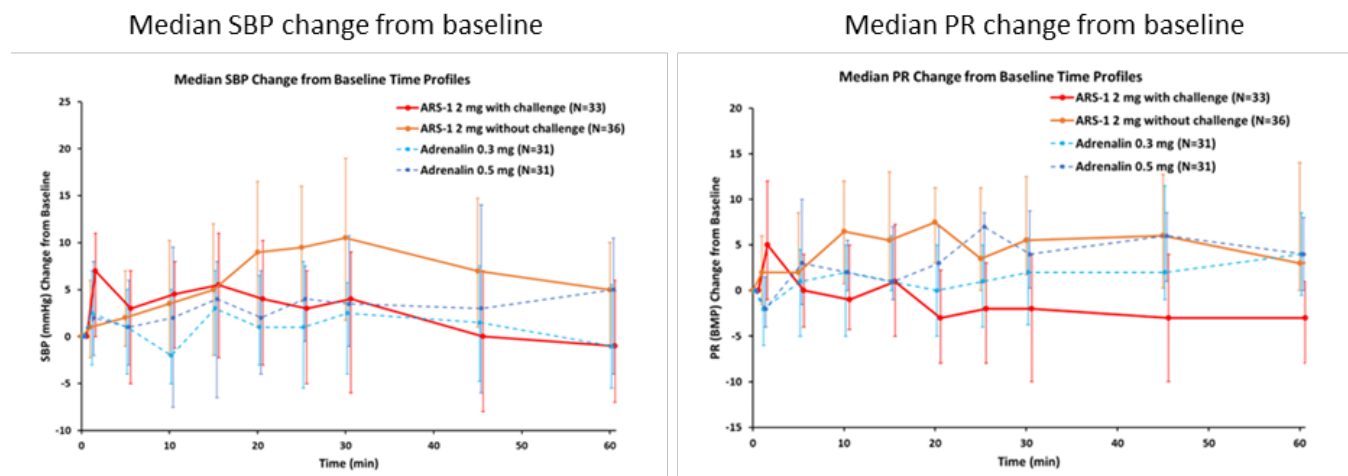 Median SBP change from baseline
Median PR change from baseline
Median SBP Change from Baseline Time Profiles
25
20
15
10
5
0
-5
-10
SBP (mmHg) Change from Baseline
ARS-1 2 mg with challenge (N=33)
ARS-1 2 mg without challenge (N=36)
Adrenalin 0.3 mg (N=31)
Adrenalin 0.5 mg (N=31)
0 10 20 30 40 50 60
Time (min)
Median PR Change from Baseline Time Profiles
20
15
10
5
0
-5
-10
-15
PR (BMP) Change from Baseline
ARS-1 2 mg with challenge (N=33)
ARS-1 2 mg without challenge (N=36)
Adrenalin 0.3 mg (N=31)
Adrenalin 0.5 mg (N=31)
0 10 20 30 40 50 60
Time (min)